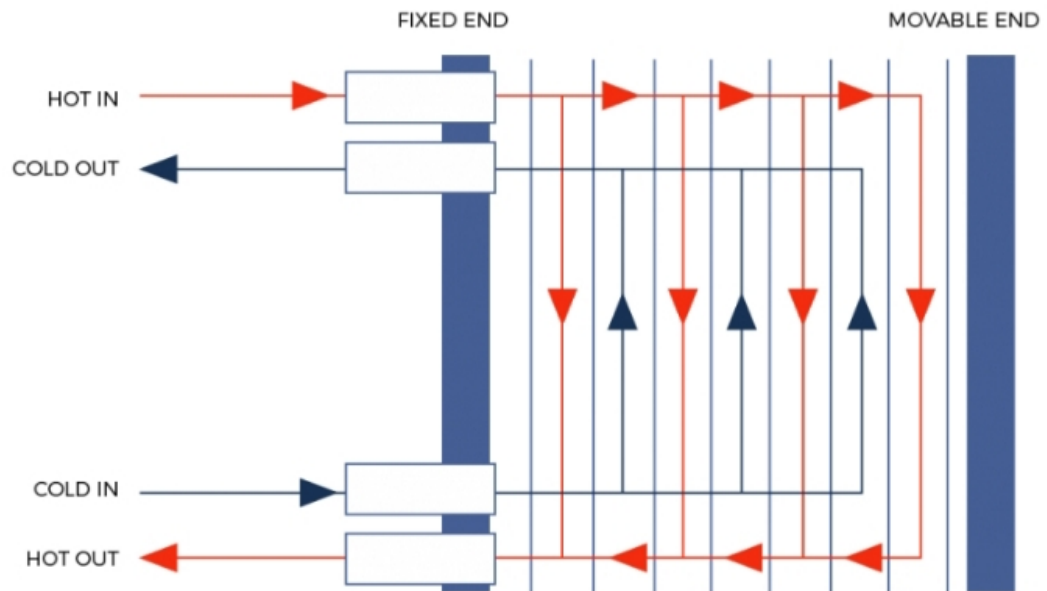 FIXED END
MOVABLE END
HOT IN
COLD OUT
COLD IN
HOT OUT